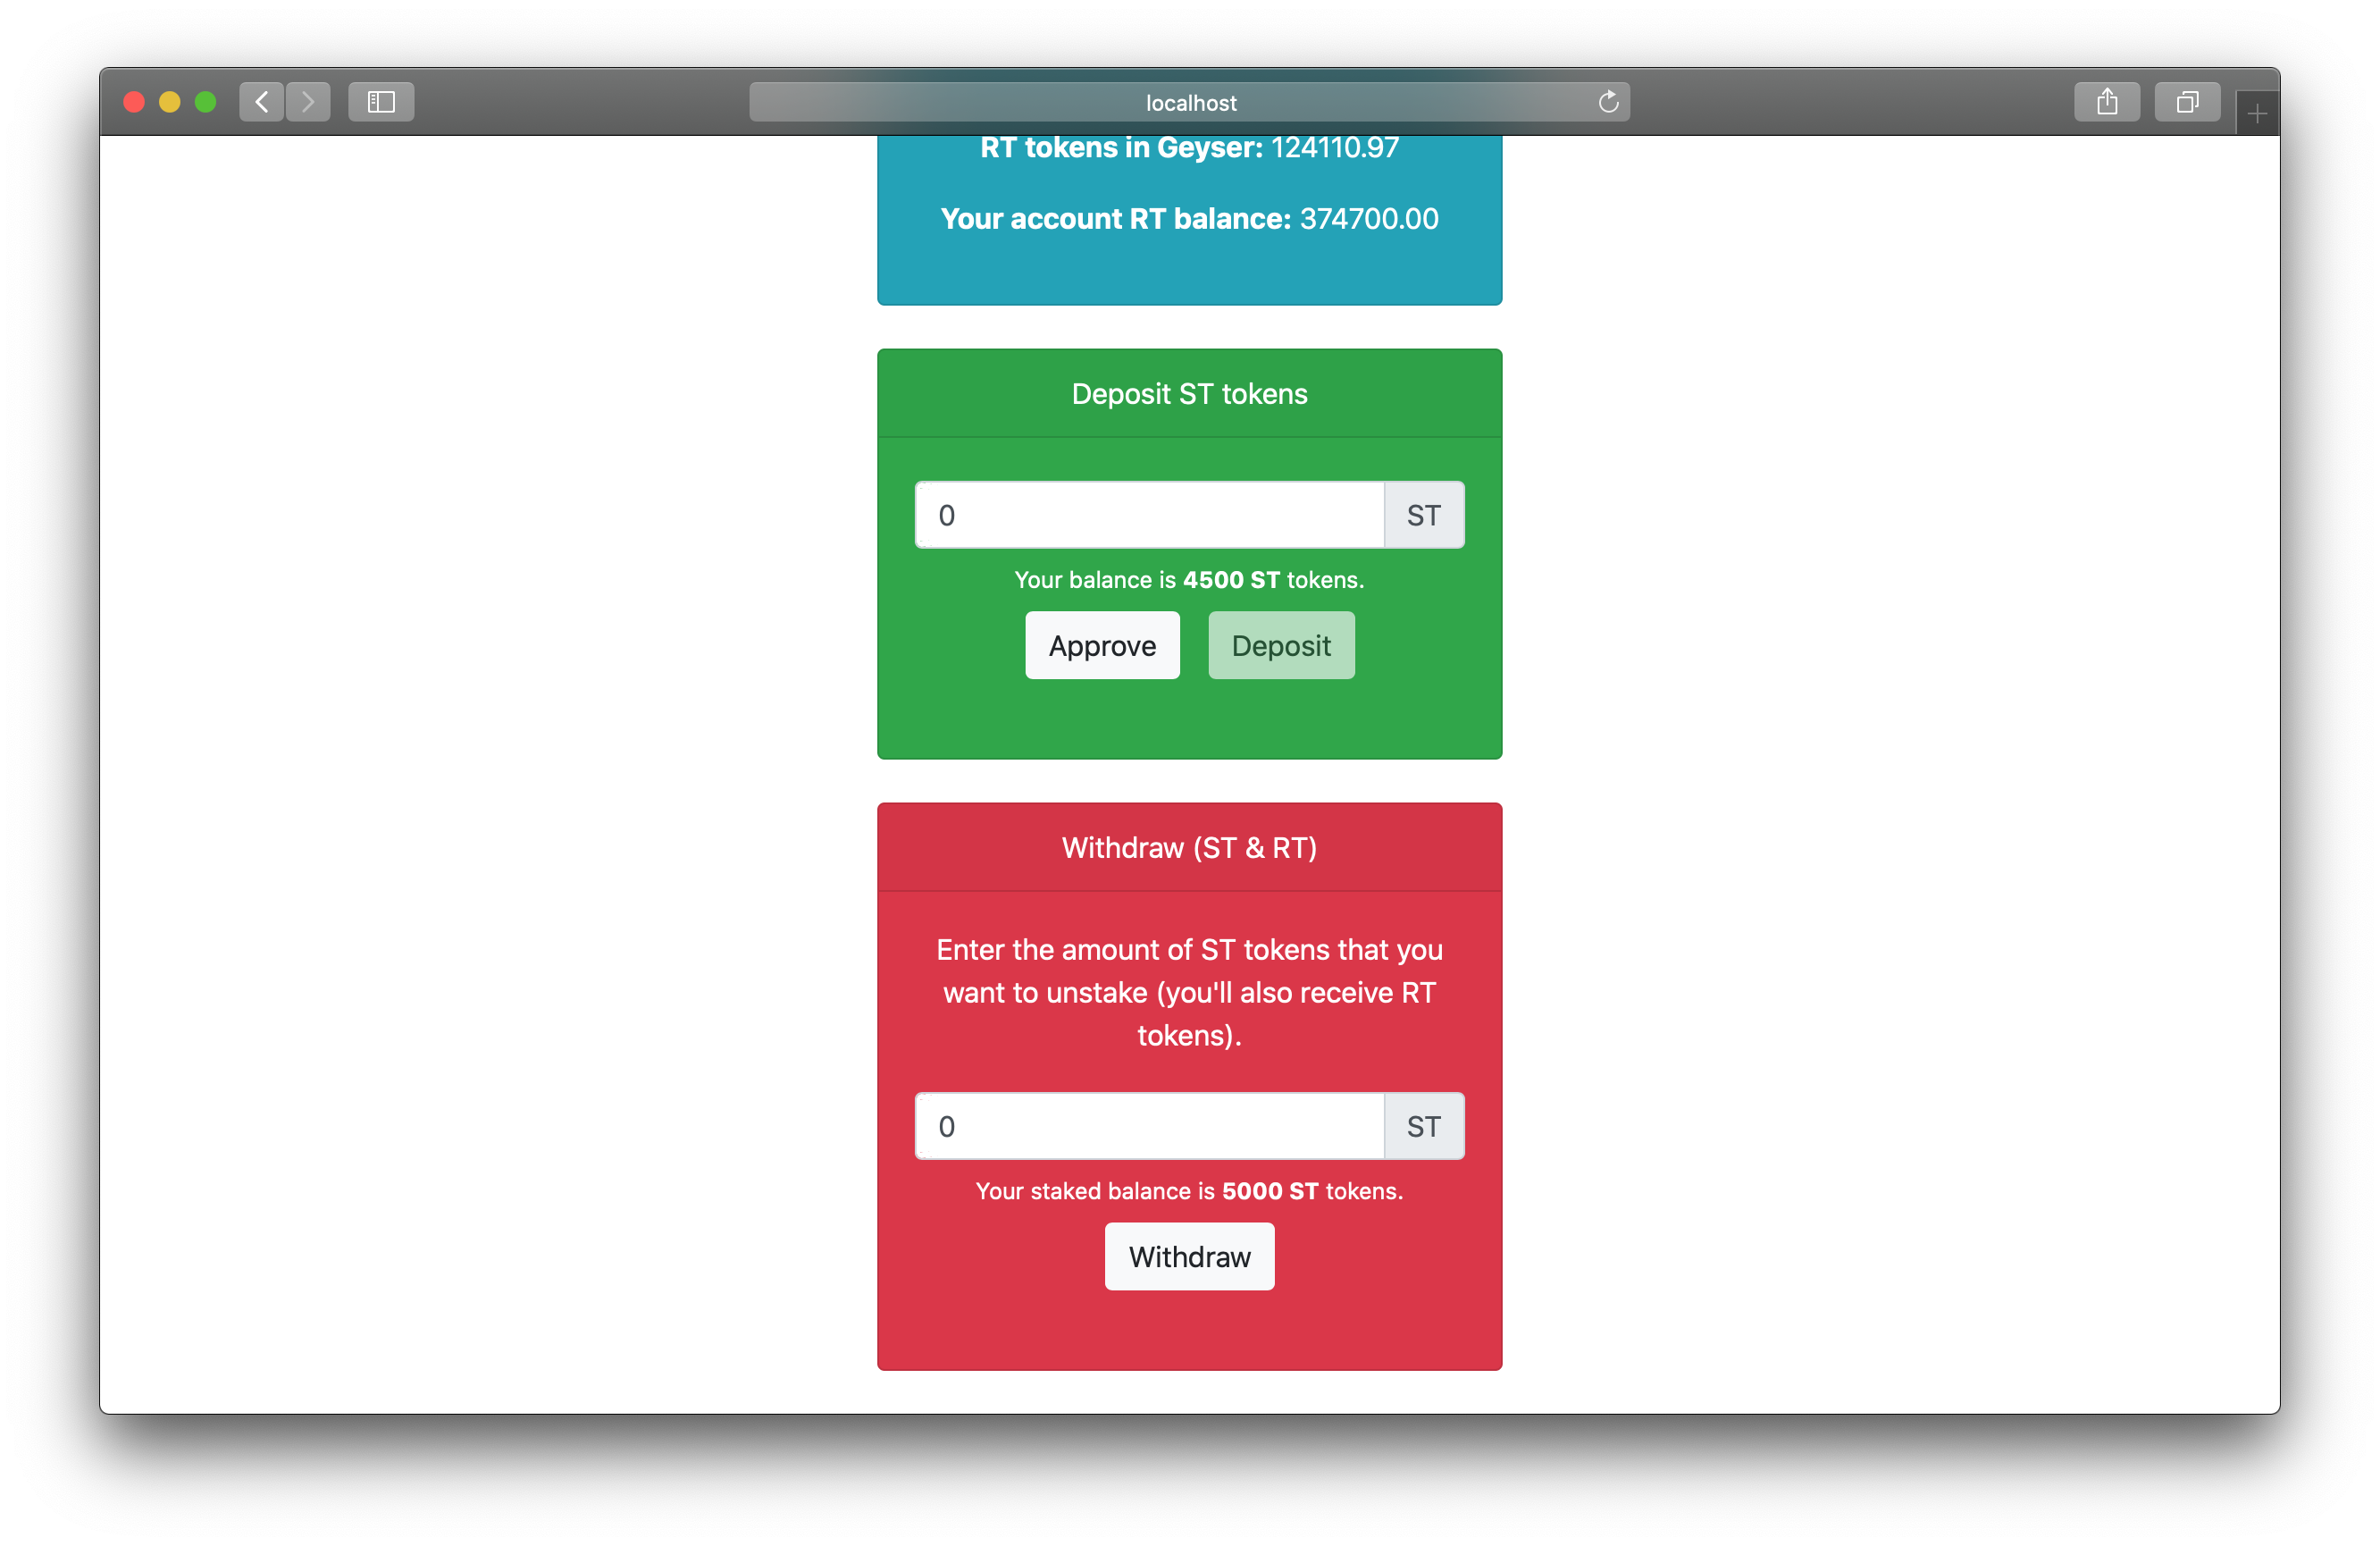 localhost
RT tokens in Geyser: 124110.97
Your account RT balance: 374700.00
Deposit ST tokens
0 ST
Your balance is 4500 ST tokens.
Approve Deposit
Withdraw (ST & RT)
Enter the amount of ST tokens that you
want to unstake (you'll also receive RT
tokens).
0 ST
Your staked balance is 5000 ST tokens.
Withdraw